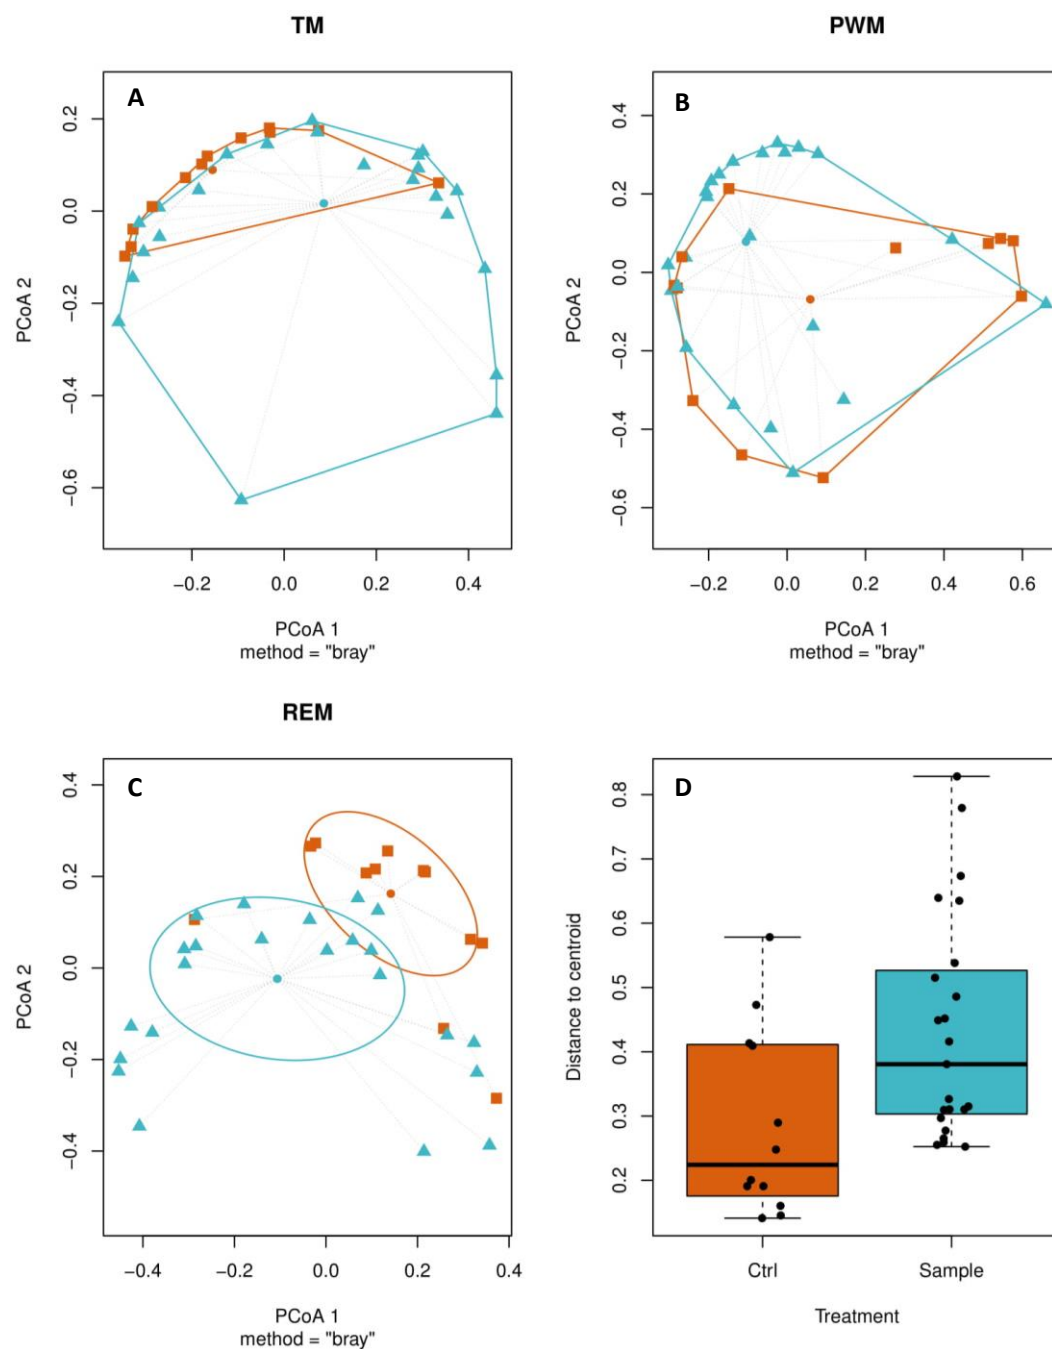 TM
A
0.2
0.0
−0.2
−0.4
−0.6
PCoA 2
−0.2 0.0 0.2 0.4
PCoA 1
method = "bray"
PWM
B
0.4
0.2
0.0
−0.2
−0.4
−0.6
PCoA 2
−0.2 0.0 0.2 0.4 0.6
PCoA 1
method = "bray"
REM
C
0.4
0.2
0.0
−0.2
−0.4
PCoA 2
−0.4 −0.2 0.0 0.2 0.4
PCoA 1
method = "bray"
D
0.8
0.7
0.6
0.5
0.4
0.3
0.2
Distance to centroid
Ctrl Sample
Treatment